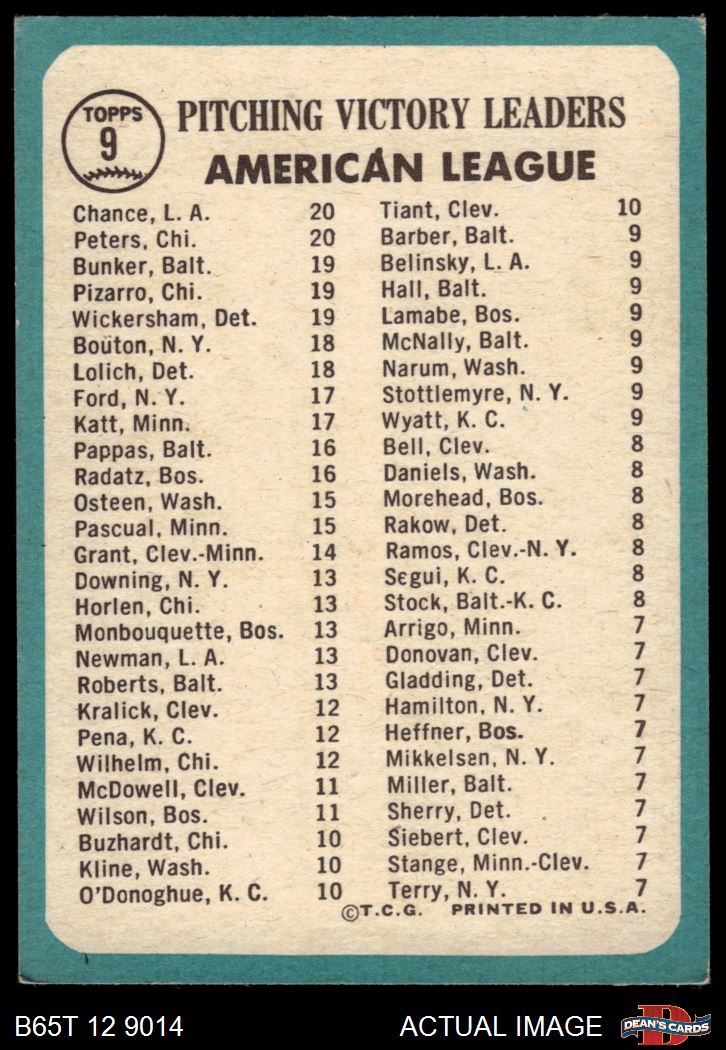 TOPPS
9
PITCHING VICTORY LEADERS
AMERICAN LEAGUE
Chance, L. A. 20
Peters, Chi. 20
Bunker, Balt. 19
Pizarro, Chi. 19
Wickersham, Det. 19
Bouton, N. Y. 18
Lolich, Det. 18
Ford, N. Y. 17
Katt, Minn. 17
Pappas, Balt. 16
Radatz, Bos. 16
Osteen, Wash. 15
Pascual, Minn. 15
Grant, Clev.-Minn. 14
Downing, N. Y. 13
Horlen, Chi. 13
Monbouquette, Bos. 13
Newman, L. A. 13
Roberts, Balt. 13
Kralick, Clev. 12
Pena, K. C. 12
Wilhelm, Chi. 12
McDowell, Clev. 11
Wilson, Bos. 11
Buzhardt, Chi. 10
Kline, Wash. 10
O'Donoghue, K. C. 10
Tiant, Clev. 10
Barber, Balt. 9
Belinsky, L. A. 9
Hall, Balt. 9
Lamabe, Bos. 9
McNally, Balt. 9
Narum, Wash. 9
Stottlemyre, N. Y. 9
Wyatt, K. C. 9
Bell, Clev. 8
Daniels, Wash. 8
Morehead, Bos. 8
Rakow, Det. 8
Ramos, Clev.-N. Y. 8
Segui, K. C. 8
Stock, Balt.-K. C. 8
Arrigo, Minn. 7
Donovan, Clev. 7
Gladding, Det. 7
Hamilton, N. Y. 7
Heffner, Bos. 7
Mikkelsen, N. Y. 7
Miller, Balt. 7
Sherry, Det. 7
Siebert, Clev. 7
Stange, Minn.-Clev. 7
Terry, N. Y. 7
©T.C.G. PRINTED IN U.S.A.
B65T 12 9014 ACTUAL IMAGE
D
DEAN'S CARDS